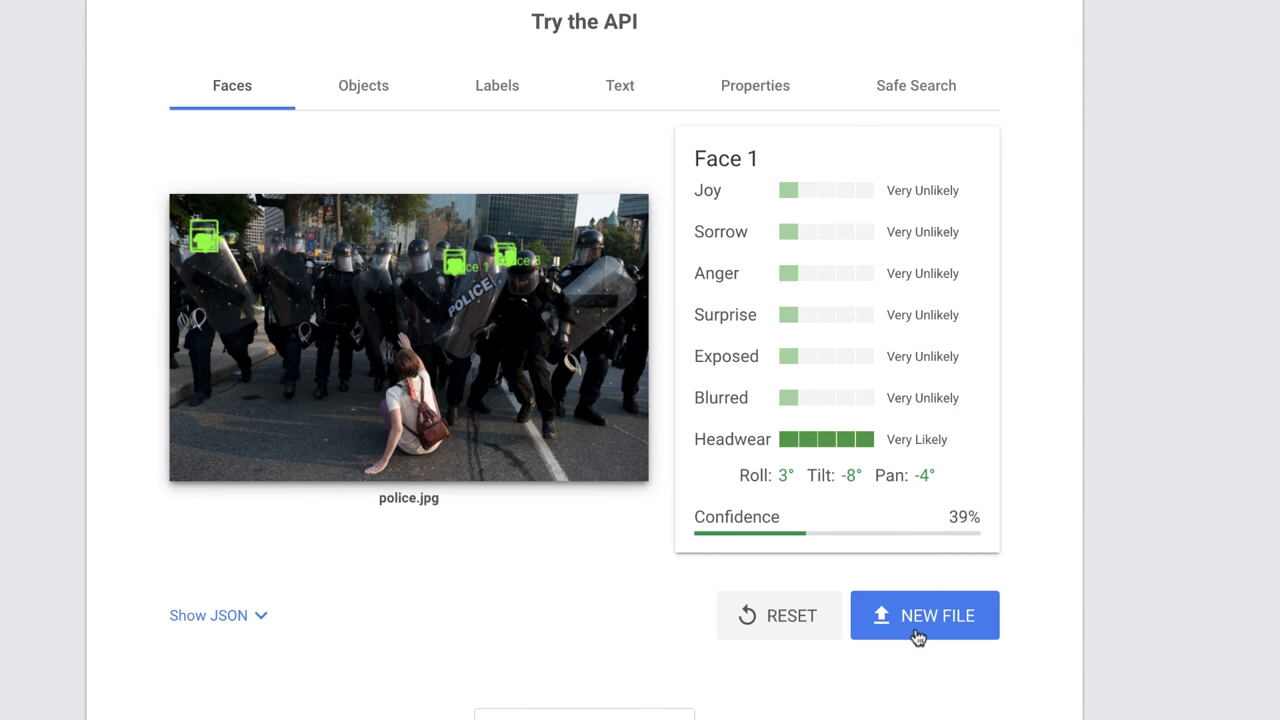 Try the API
Faces
Objects
Labels
Text
Properties
Safe Search
POLICE
police.jpg
Face 1
Joy Very Unlikely
Sorrow Very Unlikely
Anger Very Unlikely
Surprise Very Unlikely
Exposed Very Unlikely
Blurred Very Unlikely
Headwear Very Likely
Roll: 3° Tilt: -8° Pan: -4°
Confidence 39%
Show JSON
RESET
NEW FILE